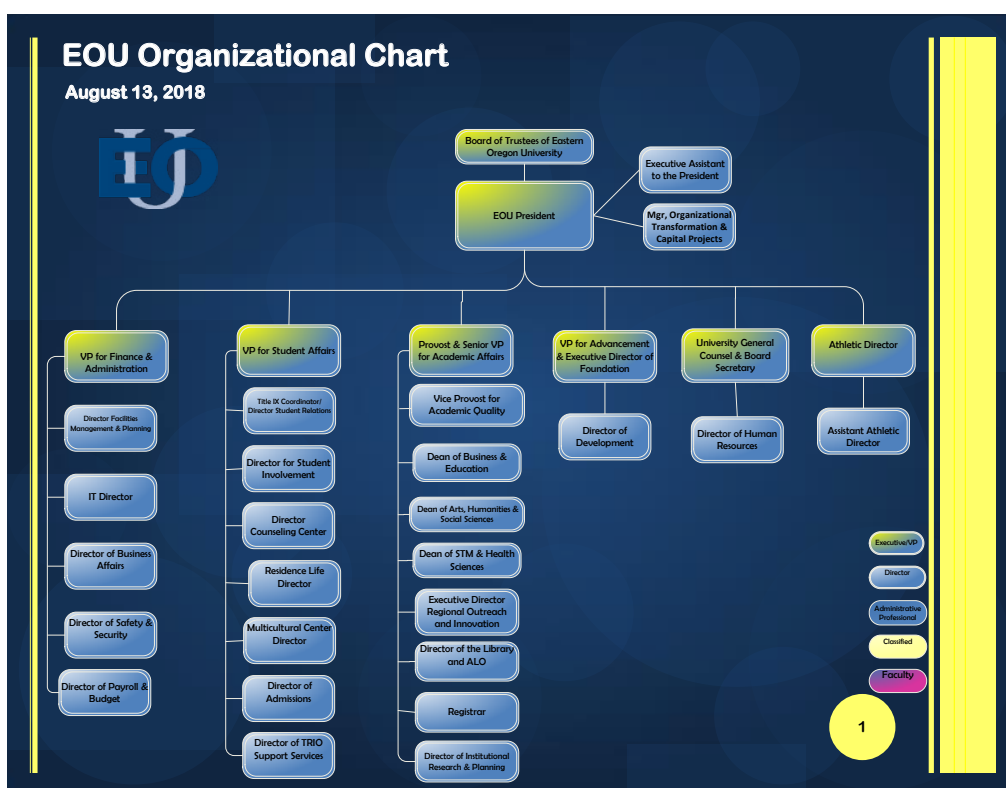 EOU Organizational Chart
August 13, 2018
EOU
Board of Trustees of Eastern
Oregon University
Executive Assistant
to the President
EOU President
Mgr, Organizational
Transformation &
Capital Projects
VP for Finance &
Administration
VP for Student Affairs
Provost & Senior VP
for Academic Affairs
VP for Advancement
& Executive Director of
Foundation
University General
Counsel & Board
Secretary
Athletic Director
Director Facilities
Management & Planning
IT Director
Director of Business
Affairs
Director of Safety &
Security
Director of Payroll &
Budget
Title IX Coordinator/
Director Student Relations
Director for Student
Involvement
Director
Counseling Center
Residence Life
Director
Multicultural Center
Director
Director of
Admissions
Director of TRIO
Support Services
Vice Provost for
Academic Quality
Dean of Business &
Education
Dean of Arts, Humanities &
Social Sciences
Dean of STM & Health
Sciences
Executive Director
Regional Outreach
and Innovation
Director of the Library
and ALO
Registrar
Director of Institutional
Research & Planning
Director of
Development
Director of Human
Resources
Assistant Athletic
Director
Executive/VP
Director
Administrative
Professional
Classified
Faculty
1